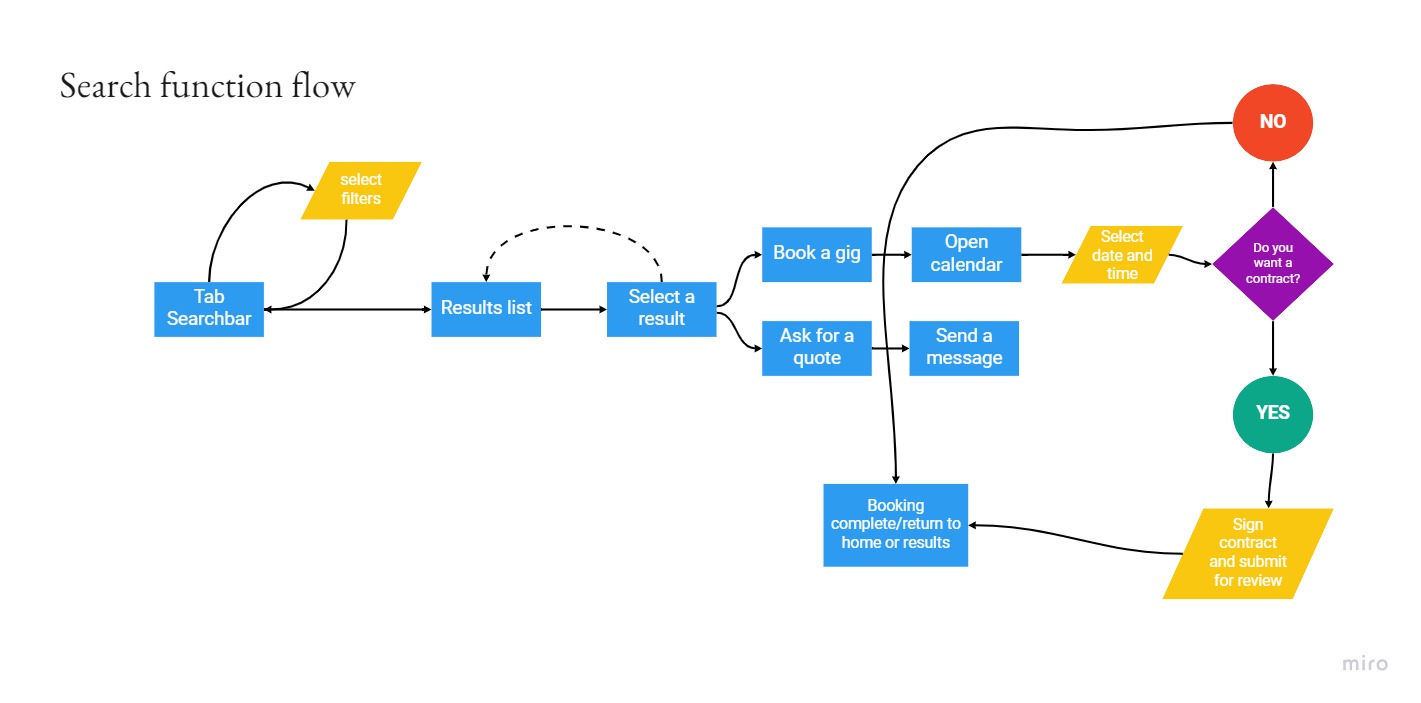 Search function flow
NO
select
filters
Tab
Searchbar
Results list
Select a
result
Book a gig
Open
calendar
Select
date and
time
Do you
want a
contract?
Ask for a
quote
Send a
message
YES
Booking
complete/return to
home or results
Sign
contract
and submit
for review
miro